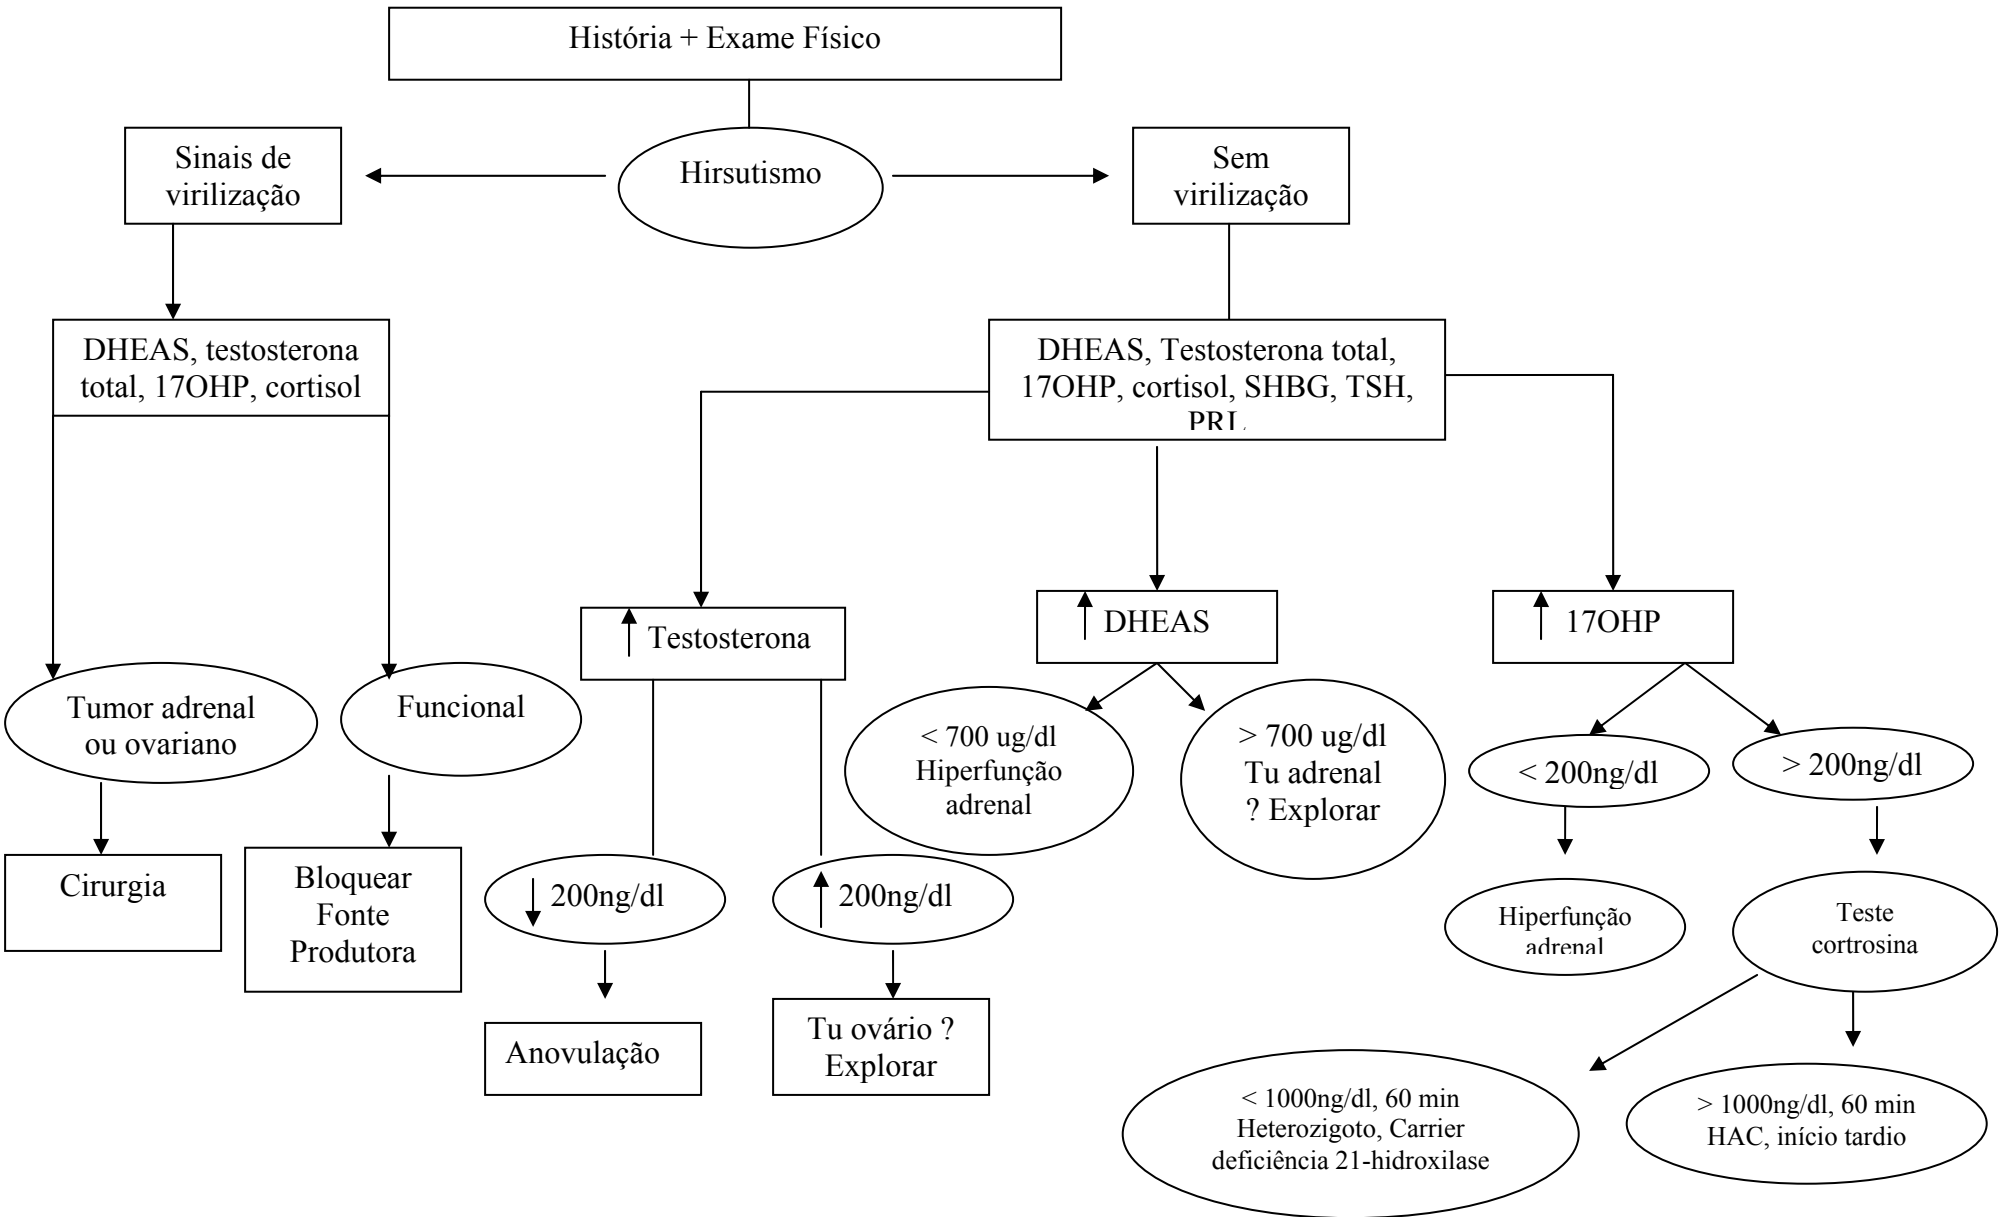 História + Exame Físico
Sinais de
virilização
Hirsutismo
Sem
virilização
DHEAS, testosterona
total, 17OHP, cortisol
DHEAS, Testosterona total,
17OHP, cortisol, SHBG, TSH,
PRL
Testosterona
DHEAS
17OHP
Tumor adrenal
ou ovariano
Funcional
< 700 ug/dl
Hiperfunção
adrenal
> 700 ug/dl
Tu adrenal
? Explorar
< 200ng/dl
> 200ng/dl
Cirurgia
Bloquear
Fonte
Produtora
200ng/dl
200ng/dl
Hiperfunção
adrenal
Teste
cortrosina
Anovulação
Tu ovário ?
Explorar
< 1000ng/dl, 60 min
Heterozigoto, Carrier
deficiência 21-hidroxilase
> 1000ng/dl, 60 min
HAC, início tardio